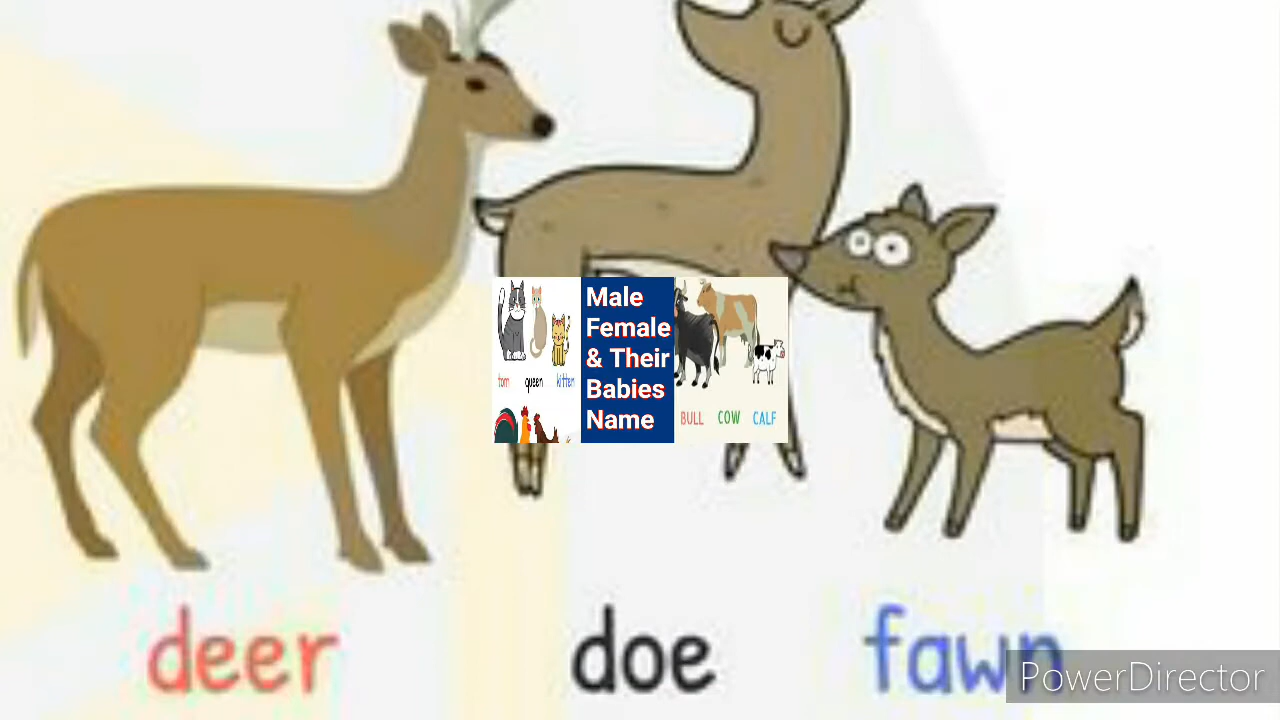 Male
Female
& Their
Babies
Name
tom queen kitten
BULL COW CALF
deer doe fawn
PowerDirector